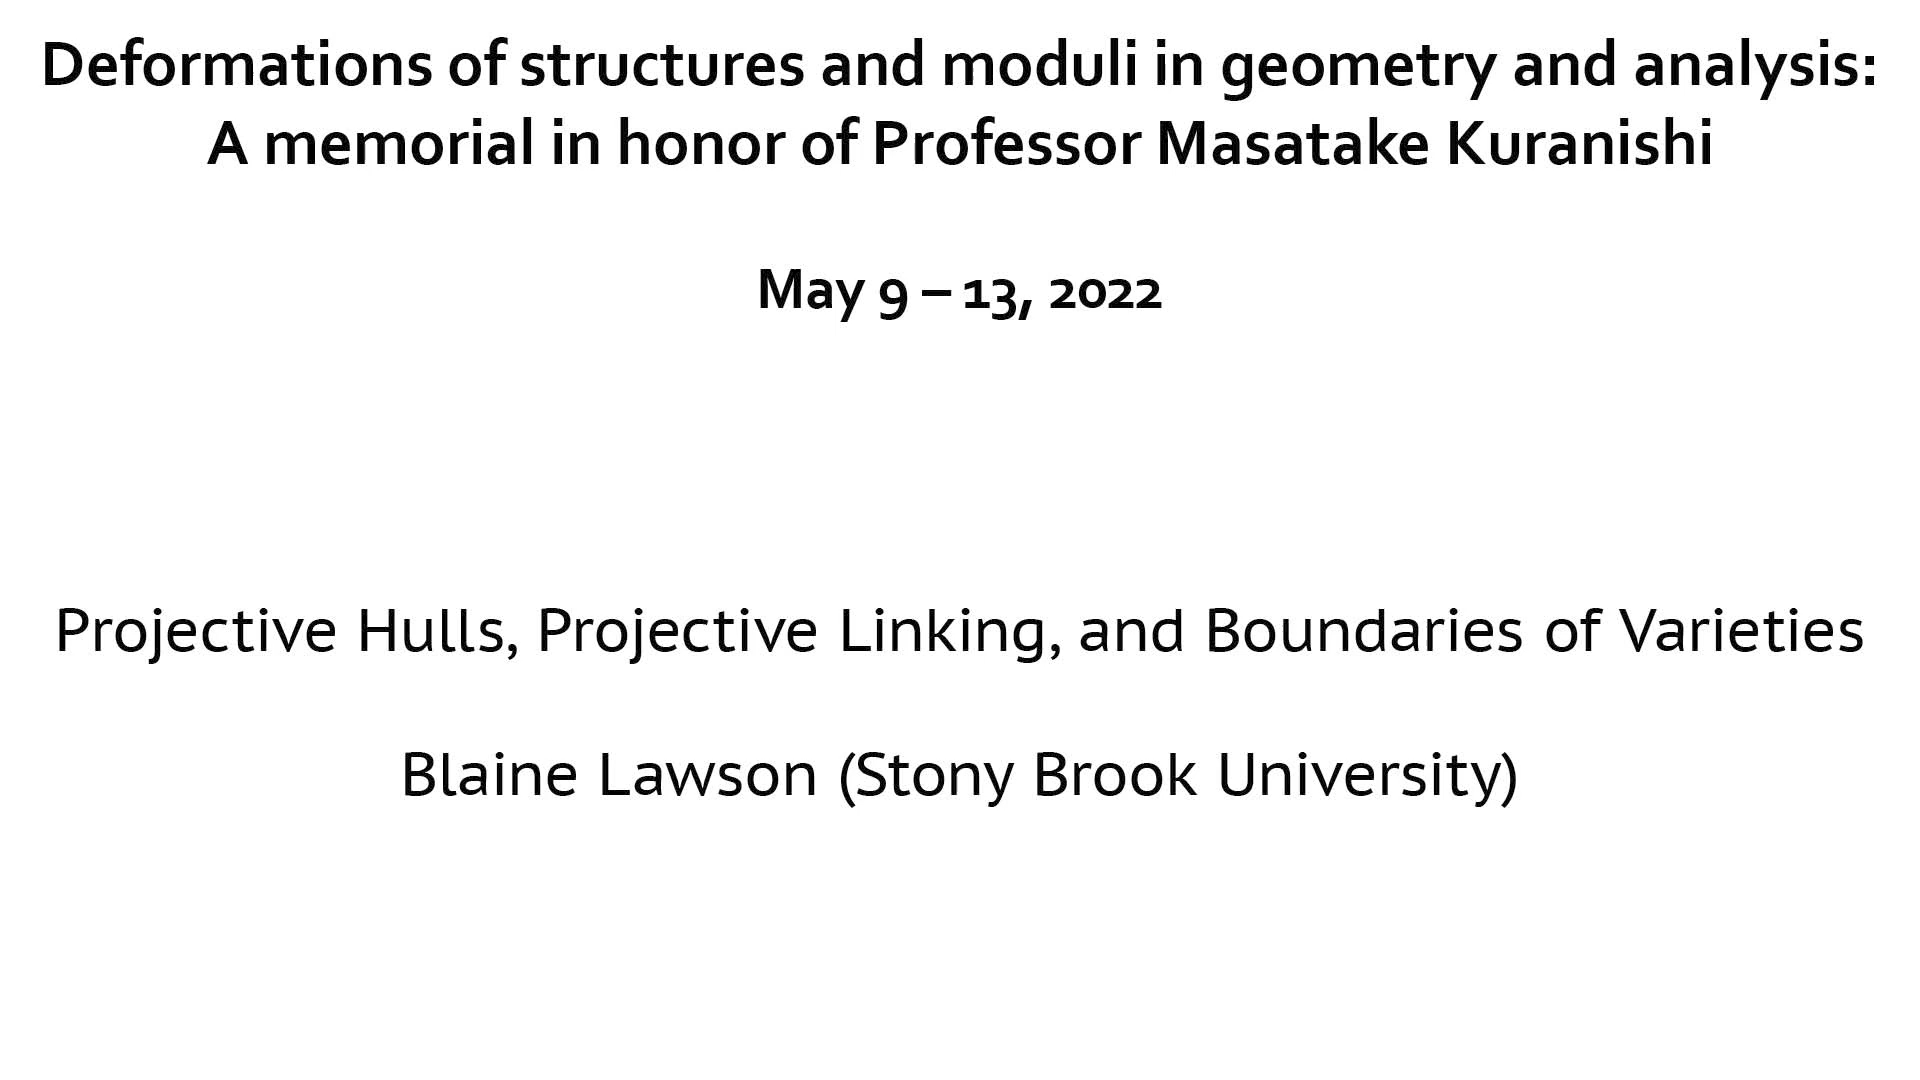 Deformations of structures and moduli in geometry and analysis:
A memorial in honor of Professor Masatake Kuranishi
May 9 – 13, 2022
Projective Hulls, Projective Linking, and Boundaries of Varieties
Blaine Lawson (Stony Brook University)